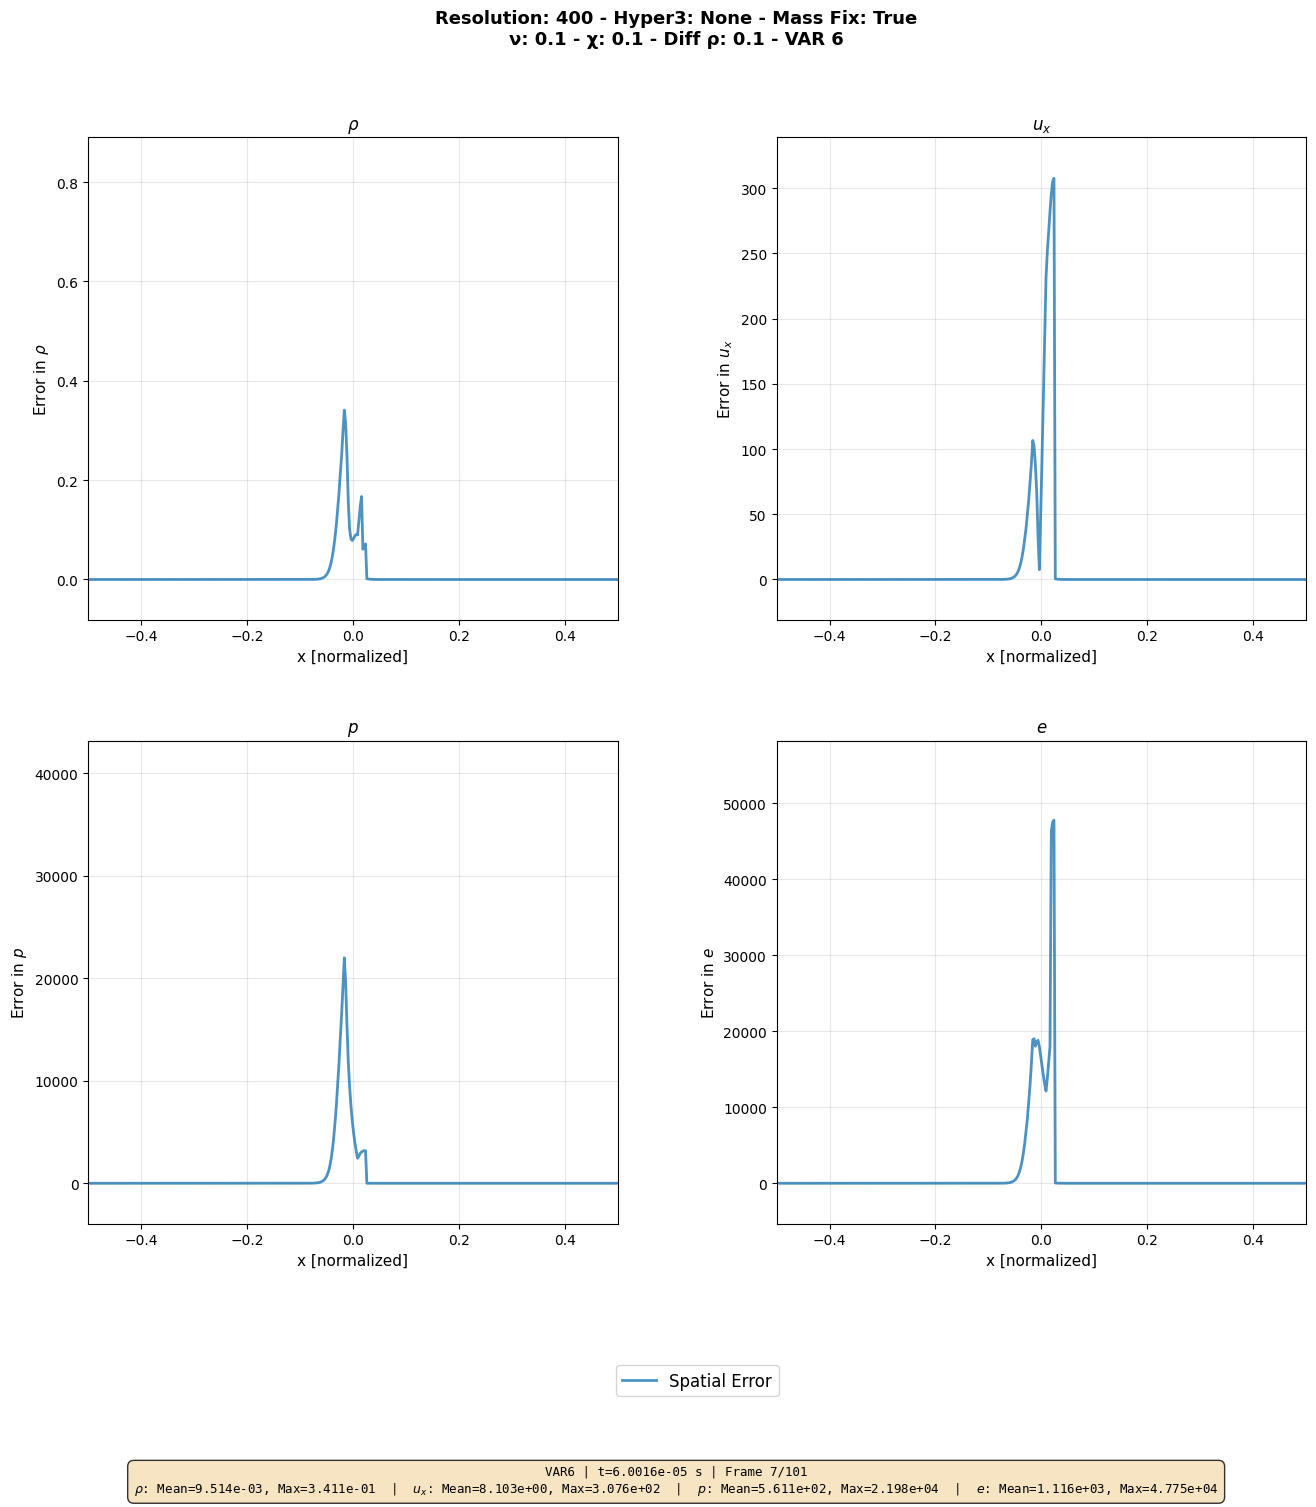 Resolution: 400 - Hyper3: None - Mass Fix: True
ν: 0.1 - χ: 0.1 - Diff ρ: 0.1 - VAR 6
ρ
0.8
0.6
0.4
0.2
0.0
Error in ρ
−0.4 −0.2 0.0 0.2 0.4
x [normalized]
u_x
300
250
200
150
100
50
0
Error in u_x
−0.4 −0.2 0.0 0.2 0.4
x [normalized]
p
40000
30000
20000
10000
0
Error in p
−0.4 −0.2 0.0 0.2 0.4
x [normalized]
e
50000
40000
30000
20000
10000
0
Error in e
−0.4 −0.2 0.0 0.2 0.4
x [normalized]
Spatial Error
VAR6 | t=6.0016e-05 s | Frame 7/101
ρ: Mean=9.514e-03, Max=3.411e-01 | u_x: Mean=8.103e+00, Max=3.076e+02 | p: Mean=5.611e+02, Max=2.198e+04 | e: Mean=1.116e+03, Max=4.775e+04